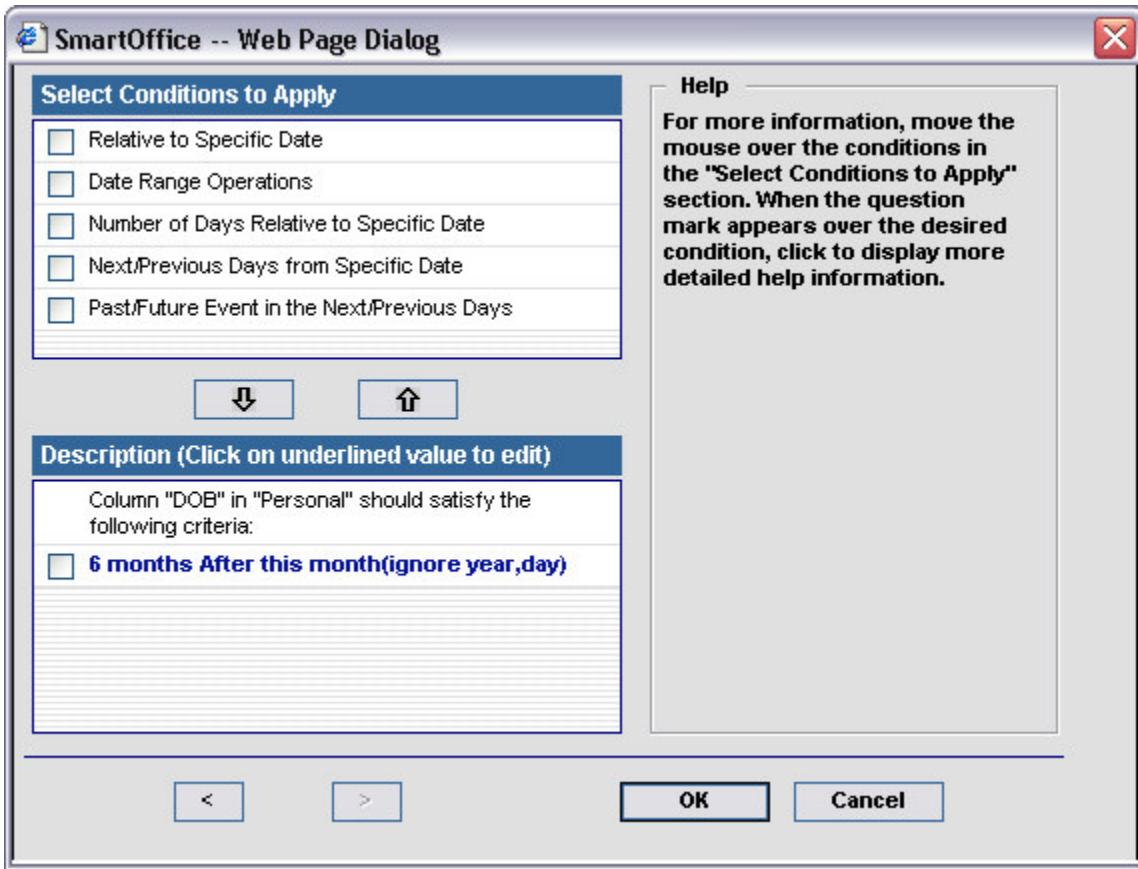 SmartOffice -- Web Page Dialog
Select Conditions to Apply
Relative to Specific Date
Date Range Operations
Number of Days Relative to Specific Date
Next/Previous Days from Specific Date
Past/Future Event in the Next/Previous Days
Description (Click on underlined value to edit)
Column "DOB" in "Personal" should satisfy the
following criteria:
6 months After this month(ignore year,day)
Help
For more information, move the
mouse over the conditions in
the "Select Conditions to Apply"
section. When the question
mark appears over the desired
condition, click to display more
detailed help information.
<
>
OK
Cancel